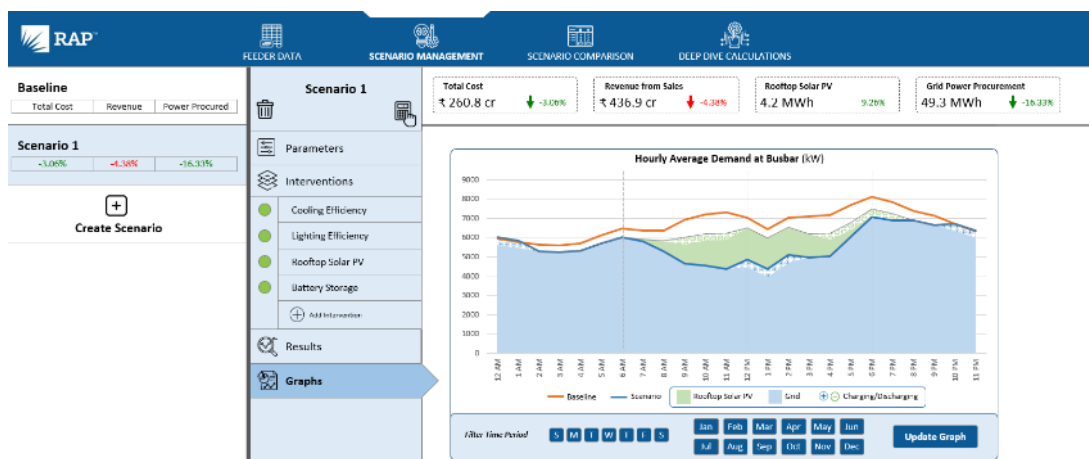 RAP
FEEDER DATA
SCENARIO MANAGEMENT
SCENARIO COMPARISON
DEEP DIVE CALCULATIONS
Baseline
Total Cost Revenue Power Procured
Scenario 1
-3.06% -4.38% -16.33%
Create Scenario
Scenario 1
Parameters
Interventions
Cooling Efficiency
Lighting Efficiency
Rooftop Solar PV
Battery Storage
Add Intervention
Results
Graphs
Total Cost
₹ 260.8 cr -3.06%
Revenue from Sales
₹ 436.9 cr -4.38%
Rooftop Solar PV
4.2 MWh 9.26%
Grid Power Procurement
49.3 MWh -16.33%
Hourly Average Demand at Busbar (kW)
9000
8000
7000
6000
5000
4000
3000
2000
1000
0
12 AM 1 AM 2 AM 3 AM 4 AM 5 AM 6 AM 7 AM 8 AM 9 AM 10 AM 11 AM 12 PM 1 PM 2 PM 3 PM 4 PM 5 PM 6 PM 7 PM 8 PM 9 PM 10 PM 11 PM
Baseline Scenario Rooftop Solar PV Grid Charging/Discharging
Filter Time Period S M T W T F S
Jan Feb Mar Apr May Jun
Jul Aug Sep Oct Nov Dec
Update Graph